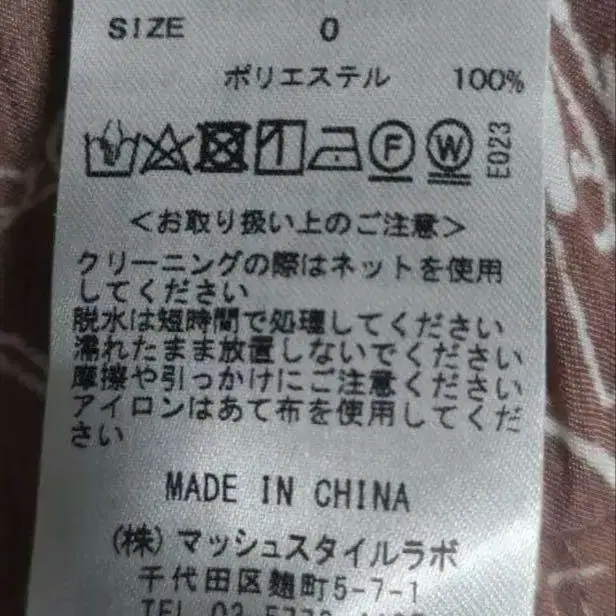 SIZE 0
ポリエステル 100%
F W E023
<お取り扱い上のご注意>
クリーニングの際はネットを使用
してください
脱水は短時間で処理してください
濡れたまま放置しないでください
摩擦や引っかけにご注意ください
アイロンはあて布を使用してくだ
さい
MADE IN CHINA
(株)マッシュスタイルラボ
千代田区麹町5-7-1
TEL